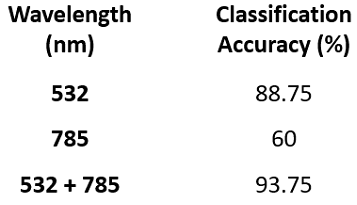 Wavelength (nm) Classification Accuracy (%)
532 88.75
785 60
532 + 785 93.75